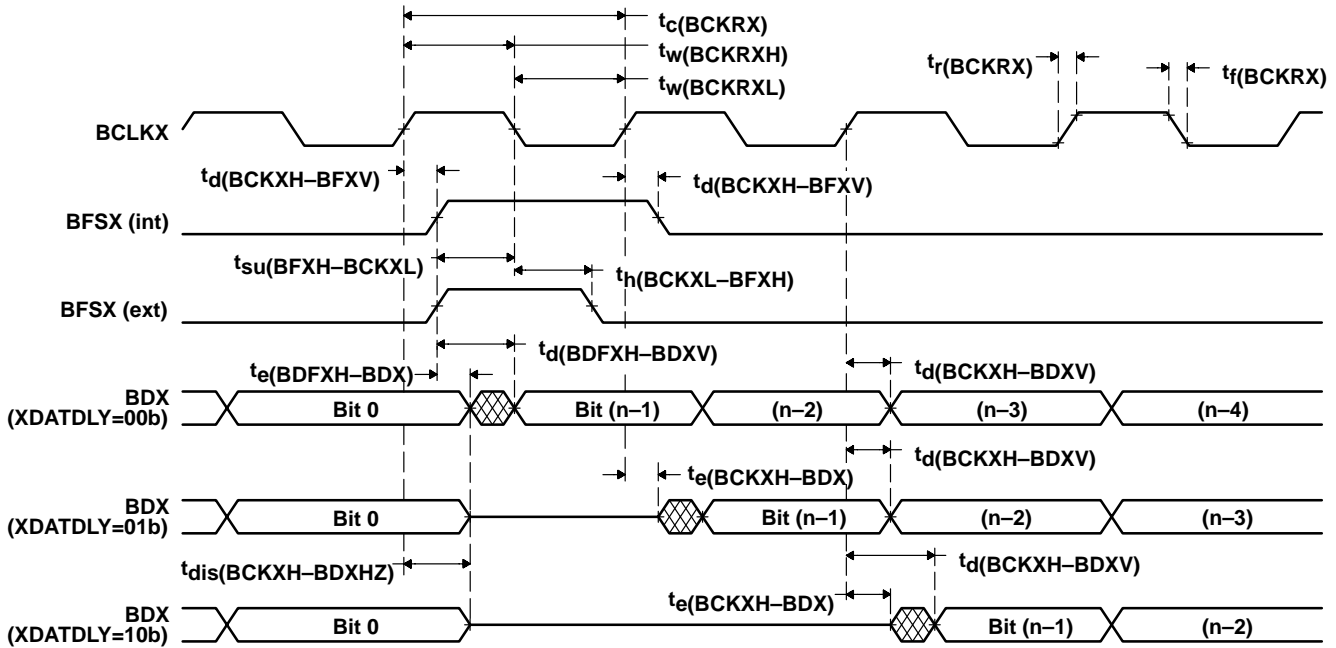 tc(BCKRX)
tw(BCKRXH)
tw(BCKRXL)
tr(BCKRX)
tf(BCKRX)
BCLKX
td(BCKXH–BFXV)
td(BCKXH–BFXV)
BFSX (int)
tsu(BFXH–BCKXL)
th(BCKXL–BFXH)
BFSX (ext)
td(BDFXH–BDXV)
te(BDFXH–BDX)
td(BCKXH–BDXV)
BDX
(XDATDLY=00b)
Bit 0
Bit (n–1)
(n–2)
(n–3)
(n–4)
td(BCKXH–BDXV)
te(BCKXH–BDX)
BDX
(XDATDLY=01b)
Bit 0
Bit (n–1)
(n–2)
(n–3)
tdis(BCKXH–BDXHZ)
td(BCKXH–BDXV)
te(BCKXH–BDX)
BDX
(XDATDLY=10b)
Bit 0
Bit (n–1)
(n–2)